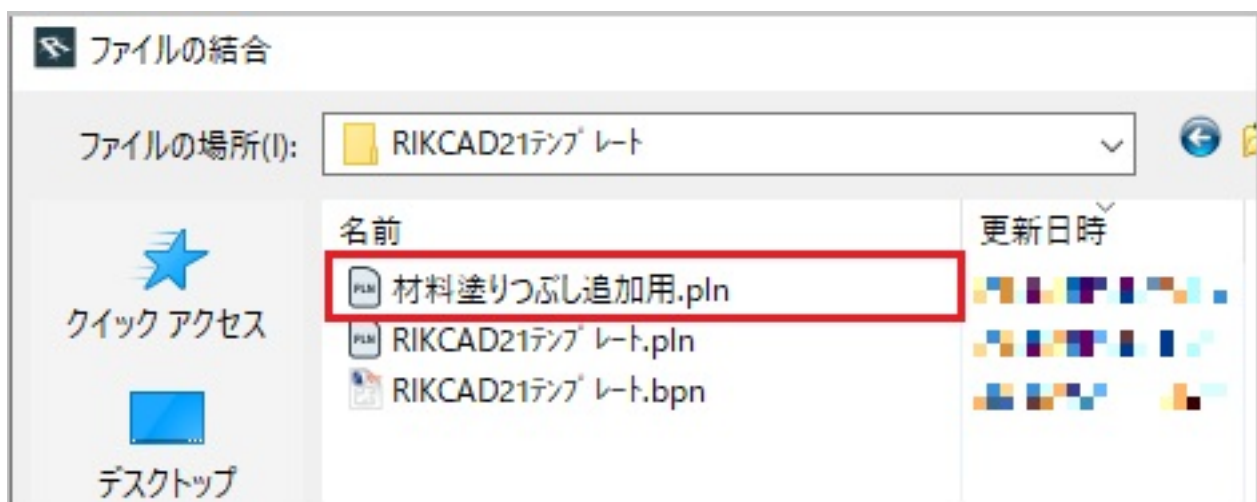 ファイルの結合
ファイルの場所(I): RIKCAD21ﾃﾝﾌﾟﾚｰﾄ
名前 更新日時
材料塗りつぶし追加用.pln
RIKCAD21ﾃﾝﾌﾟﾚｰﾄ.pln
RIKCAD21ﾃﾝﾌﾟﾚｰﾄ.bpn
クイック アクセス
デスクトップ